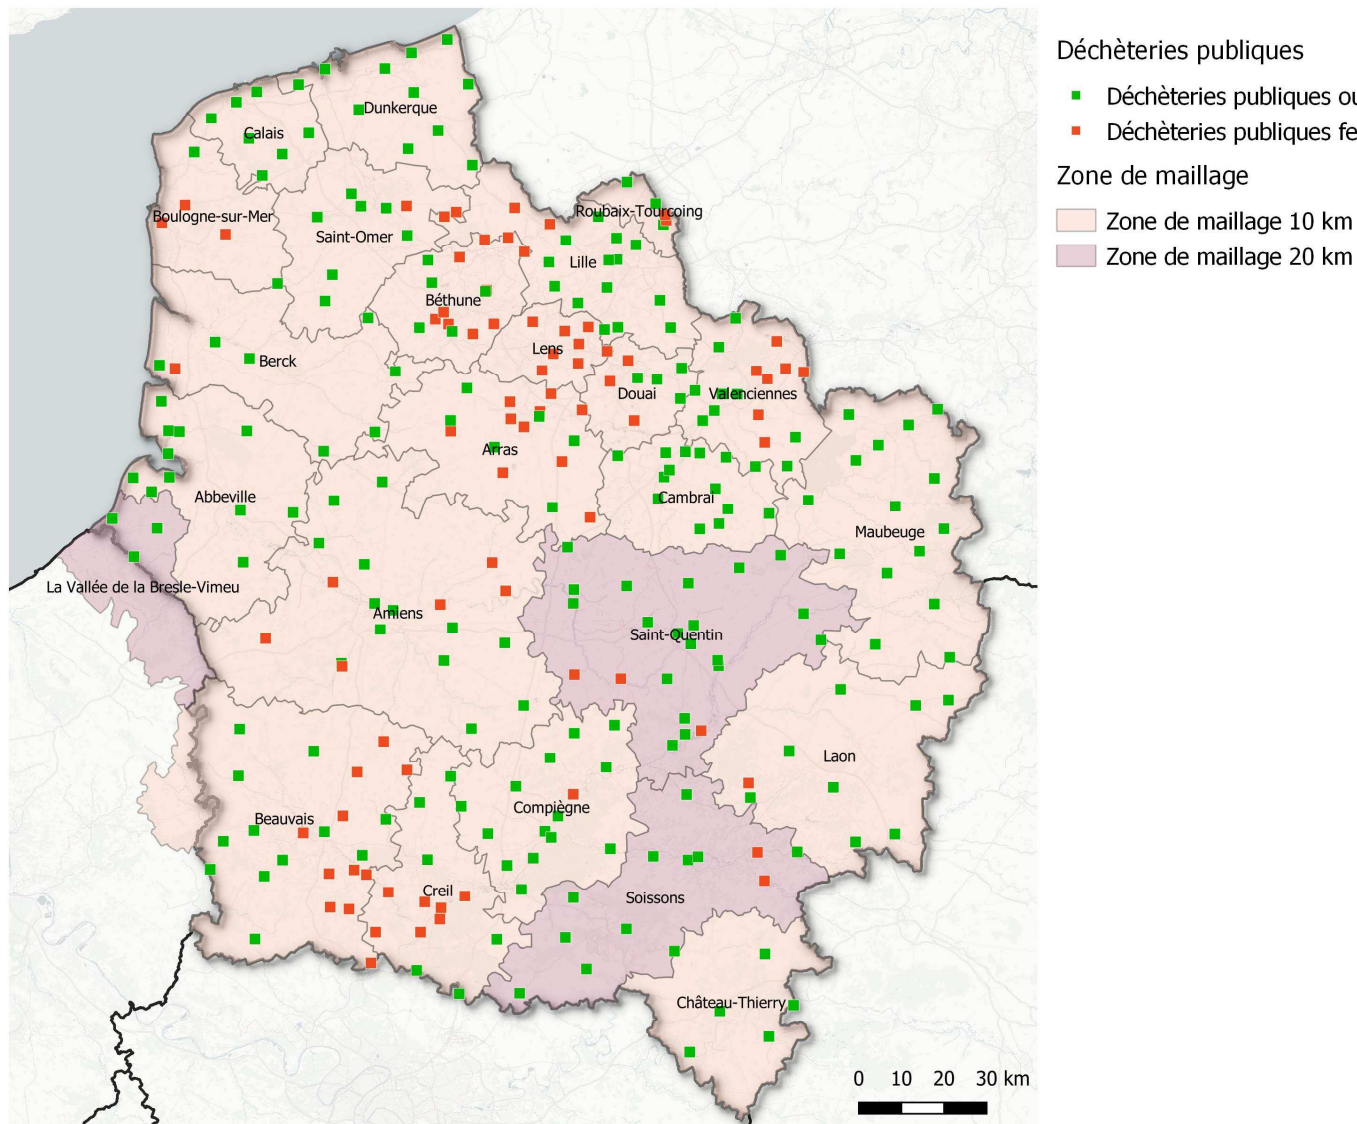 Déchèteries publiques
Déchèteries publiques ou
Déchèteries publiques fe
Zone de maillage
Zone de maillage 10 km
Zone de maillage 20 km
Dunkerque
Calais
Boulogne-sur-Mer
Roubaix-Tourcoing
Saint-Omer
Lille
Béthune
Lens
Berck
Douai
Valenciennes
Arras
Abbeville
Cambrai
Maubeuge
La Vallée de la Bresle-Vimeu
Amiens
Saint-Quentin
Laon
Compiègne
Beauvais
Creil
Soissons
Château-Thierry
0 10 20 30 km